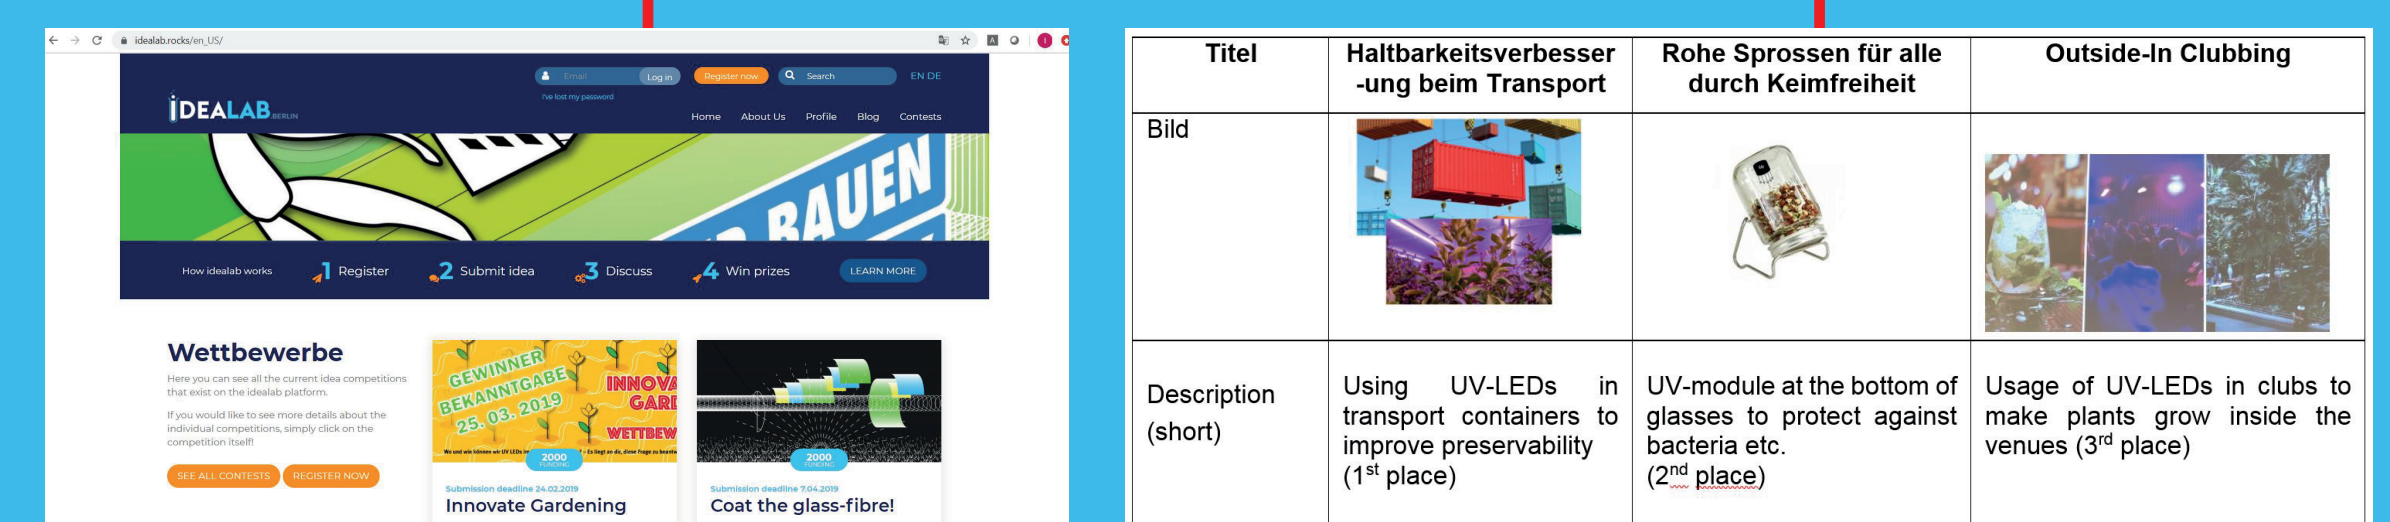 idealab.rocks/en_US/
Email
Log in
Register now
Search
EN DE
I've lost my password
iDEALAB.BERLIN
Home About Us Profile Blog Contests
BAUEN
How idealab works
1 Register
2 Submit idea
3 Discuss
4 Win prizes
LEARN MORE
Wettbewerbe
Here you can see all the current idea competitions
that exist on the idealab platform.
If you would like to see more details about the
individual competitions, simply click on the
competition itself!
SEE ALL CONTESTS
REGISTER NOW
GEWINNER
BEKANNTGABE
25. 03. 2019
INNOVA
GARD
WETTBEW
2000
FUNDING
Submission deadline 24.02.2019
Innovate Gardening
2000
FUNDING
Submission deadline 7.04.2019
Coat the glass-fibre!
Titel
Haltbarkeitsverbesser
-ung beim Transport
Rohe Sprossen für alle
durch Keimfreiheit
Outside-In Clubbing
Bild
Description
(short)
Using UV-LEDs in
transport containers to
improve preservability
(1st place)
UV-module at the bottom of
glasses to protect against
bacteria etc.
(2nd place)
Usage of UV-LEDs in clubs to
make plants grow inside the
venues (3rd place)